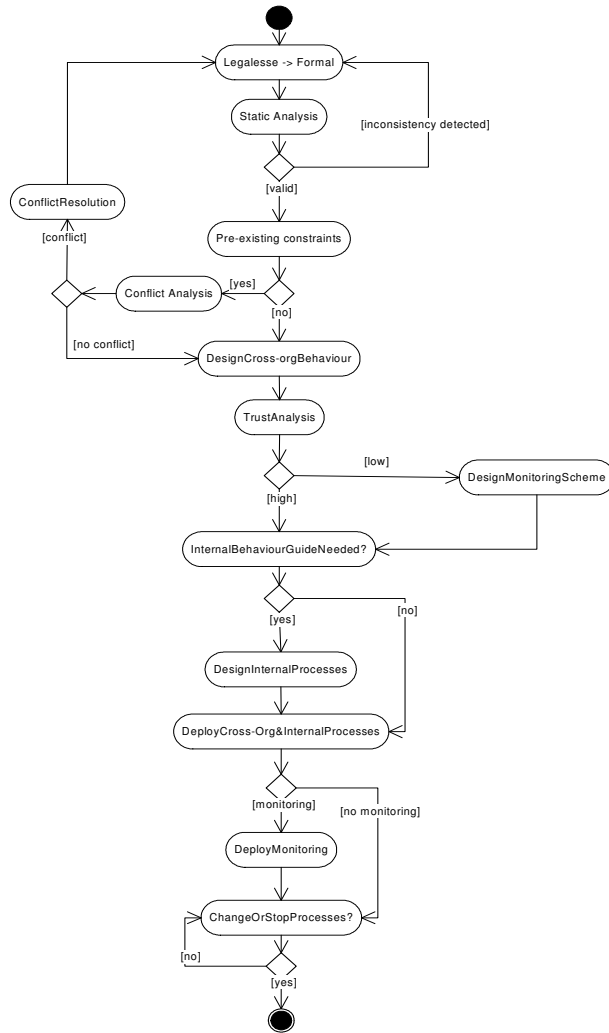 Legalesse -> Formal
Static Analysis
[inconsistency detected]
[valid]
ConflictResolution
[conflict]
Pre-existing constraints
[yes]
Conflict Analysis
[no]
[no conflict]
DesignCross-orgBehaviour
TrustAnalysis
[low]
DesignMonitoringScheme
[high]
InternalBehaviourGuideNeeded?
[no]
[yes]
DesignInternalProcesses
DeployCross-Org&InternalProcesses
[monitoring]
[no monitoring]
DeployMonitoring
ChangeOrStopProcesses?
[no]
[yes]